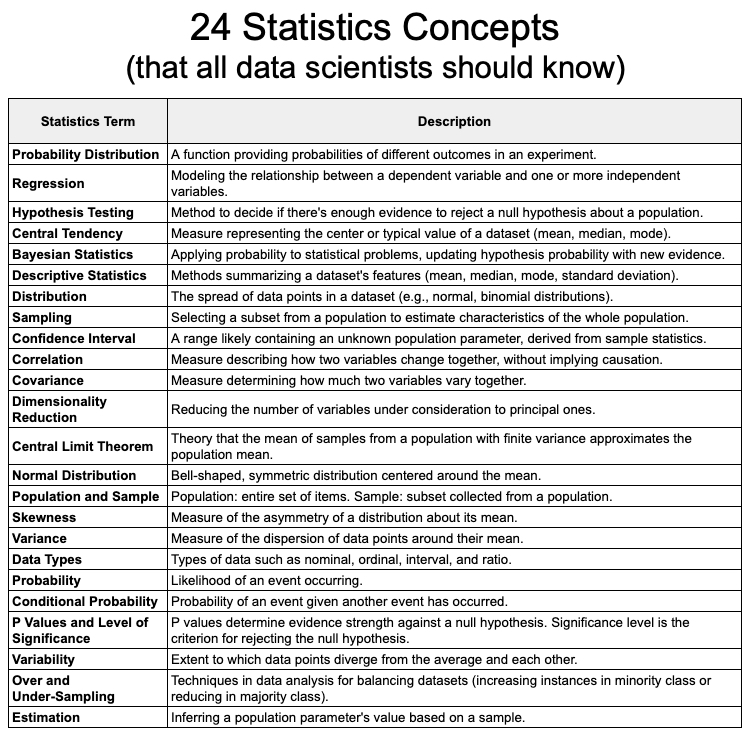 24 Statistics Concepts
(that all data scientists should know)
Statistics Term Description
Probability Distribution A function providing probabilities of different outcomes in an experiment.
Regression Modeling the relationship between a dependent variable and one or more independent
variables.
Hypothesis Testing Method to decide if there's enough evidence to reject a null hypothesis about a population.
Central Tendency Measure representing the center or typical value of a dataset (mean, median, mode).
Bayesian Statistics Applying probability to statistical problems, updating hypothesis probability with new evidence.
Descriptive Statistics Methods summarizing a dataset's features (mean, median, mode, standard deviation).
Distribution The spread of data points in a dataset (e.g., normal, binomial distributions).
Sampling Selecting a subset from a population to estimate characteristics of the whole population.
Confidence Interval A range likely containing an unknown population parameter, derived from sample statistics.
Correlation Measure describing how two variables change together, without implying causation.
Covariance Measure determining how much two variables vary together.
Dimensionality
Reduction Reducing the number of variables under consideration to principal ones.
Central Limit Theorem Theory that the mean of samples from a population with finite variance approximates the
population mean.
Normal Distribution Bell-shaped, symmetric distribution centered around the mean.
Population and Sample Population: entire set of items. Sample: subset collected from a population.
Skewness Measure of the asymmetry of a distribution about its mean.
Variance Measure of the dispersion of data points around their mean.
Data Types Types of data such as nominal, ordinal, interval, and ratio.
Probability Likelihood of an event occurring.
Conditional Probability Probability of an event given another event has occurred.
P Values and Level of P values determine evidence strength against a null hypothesis. Significance level is the
Significance criterion for rejecting the null hypothesis.
Variability Extent to which data points diverge from the average and each other.
Over and Techniques in data analysis for balancing datasets (increasing instances in minority class or
Under-Sampling reducing in majority class).
Estimation Inferring a population parameter's value based on a sample.